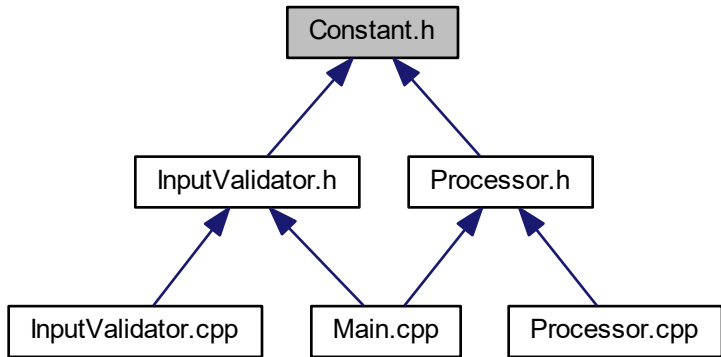 Constant.h
InputValidator.h
Processor.h
InputValidator.cpp
Main.cpp
Processor.cpp